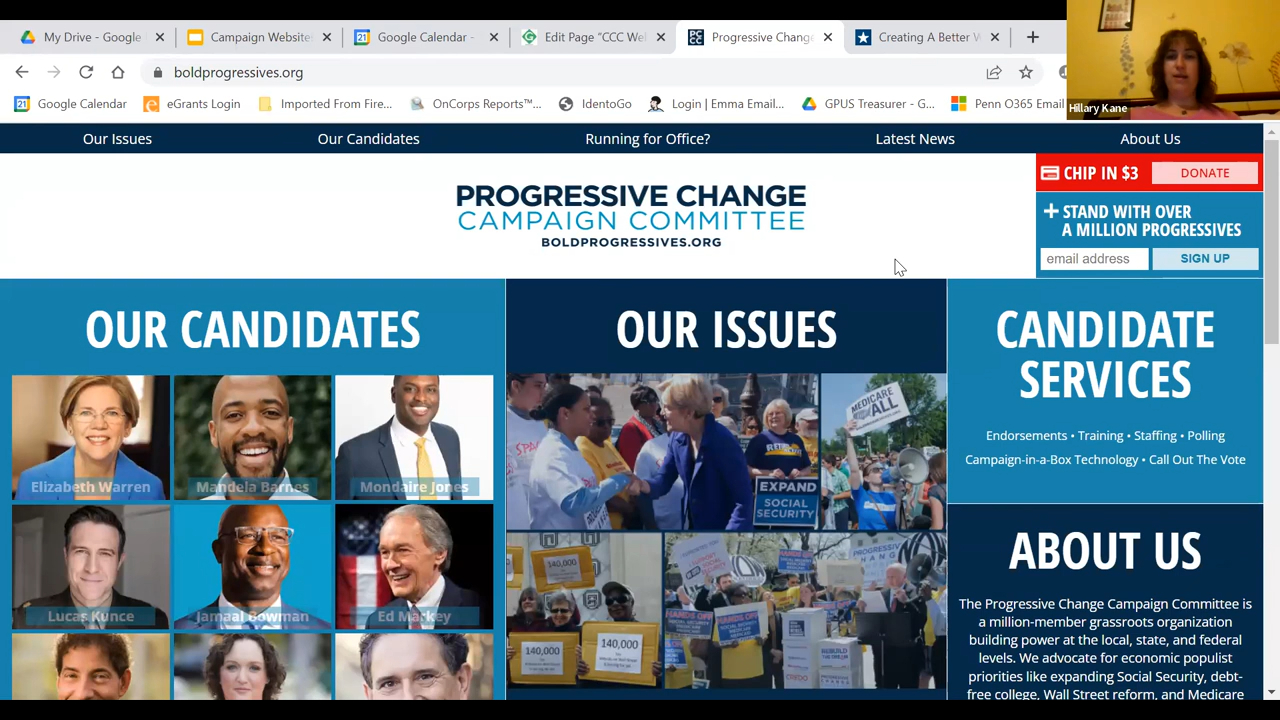 My Drive - Google
Campaign Website
Google Calendar -
Edit Page "CCC Wel
Progressive Chang
Creating A Better W
boldprogressives.org
Google Calendar
eGrants Login
Imported From Fire...
OnCorps Reports™...
IdentoGo
Login | Emma Email...
GPUS Treasurer - G...
Penn O365 Email
Hillary Kane
Our Issues
Our Candidates
Running for Office?
Latest News
About Us
PROGRESSIVE CHANGE
CAMPAIGN COMMITTEE
BOLDPROGRESSIVES.ORG
CHIP IN $3
DONATE
STAND WITH OVER
A MILLION PROGRESSIVES
email address
SIGN UP
OUR CANDIDATES
Elizabeth Warren
Mandela Barnes
Mondaire Jones
Lucas Kunce
Jamaal Bowman
Ed Markey
OUR ISSUES
MEDICARE
ALL
EXPAND
SOCIAL
SECURITY
140,000
140,000
140,000
HANDS OFF
CANDIDATE
SERVICES
Endorsements • Training • Staffing • Polling
Campaign-in-a-Box Technology • Call Out The Vote
ABOUT US
The Progressive Change Campaign Committee is
a million-member grassroots organization
building power at the local, state, and federal
levels. We advocate for economic populist
priorities like expanding Social Security, debt-
free college, Wall Street reform, and Medicare